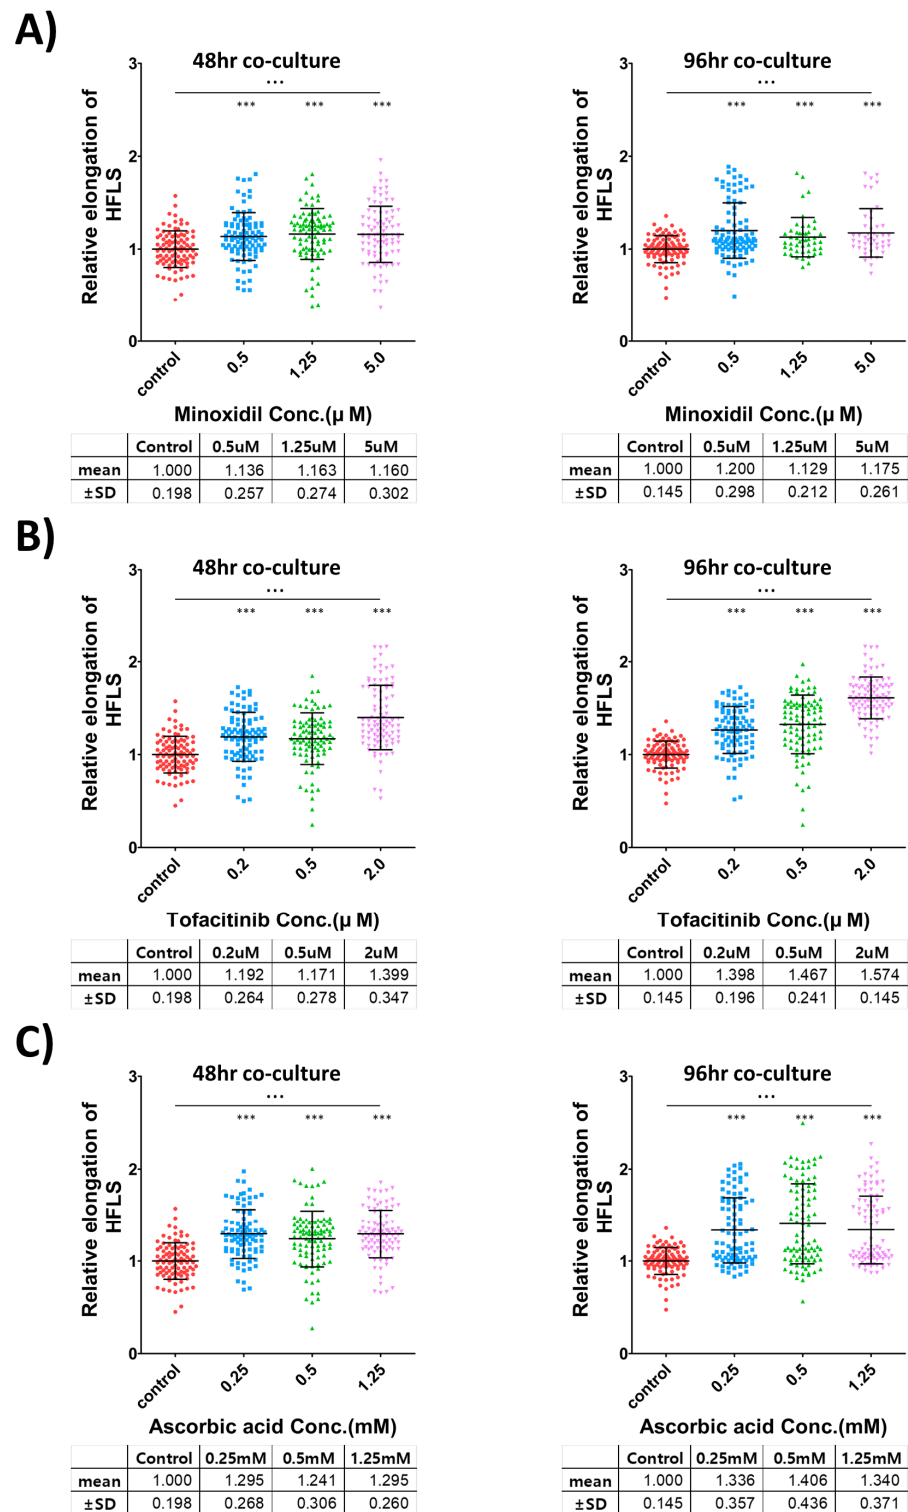 A)
48hr co-culture
...
*** *** ***
Relative elongation of
HFLS
3
2
1
0
control 0.5 1.25 5.0
Minoxidil Conc.(μ M)
Control 0.5uM 1.25uM 5uM
mean 1.000 1.136 1.163 1.160
±SD 0.198 0.257 0.274 0.302
96hr co-culture
...
*** *** ***
Relative elongation of
HFLS
3
2
1
0
control 0.5 1.25 5.0
Minoxidil Conc.(μ M)
Control 0.5uM 1.25uM 5uM
mean 1.000 1.200 1.129 1.175
±SD 0.145 0.298 0.212 0.261
B)
48hr co-culture
...
*** *** ***
Relative elongation of
HFLS
3
2
1
0
control 0.2 0.5 2.0
Tofacitinib Conc.(μ M)
Control 0.2uM 0.5uM 2uM
mean 1.000 1.192 1.171 1.399
±SD 0.198 0.264 0.278 0.347
96hr co-culture
...
*** *** ***
Relative elongation of
HFLS
3
2
1
0
control 0.2 0.5 2.0
Tofacitinib Conc.(μ M)
Control 0.2uM 0.5uM 2uM
mean 1.000 1.398 1.467 1.574
±SD 0.145 0.196 0.241 0.145
C)
48hr co-culture
...
*** *** ***
Relative elongation of
HFLS
3
2
1
0
control 0.25 0.5 1.25
Ascorbic acid Conc.(mM)
Control 0.25mM 0.5mM 1.25mM
mean 1.000 1.295 1.241 1.295
±SD 0.198 0.268 0.306 0.260
96hr co-culture
...
*** *** ***
Relative elongation of
HFLS
3
2
1
0
control 0.25 0.5 1.25
Ascorbic acid Conc.(mM)
Control 0.25mM 0.5mM 1.25mM
mean 1.000 1.336 1.406 1.340
±SD 0.145 0.357 0.436 0.371